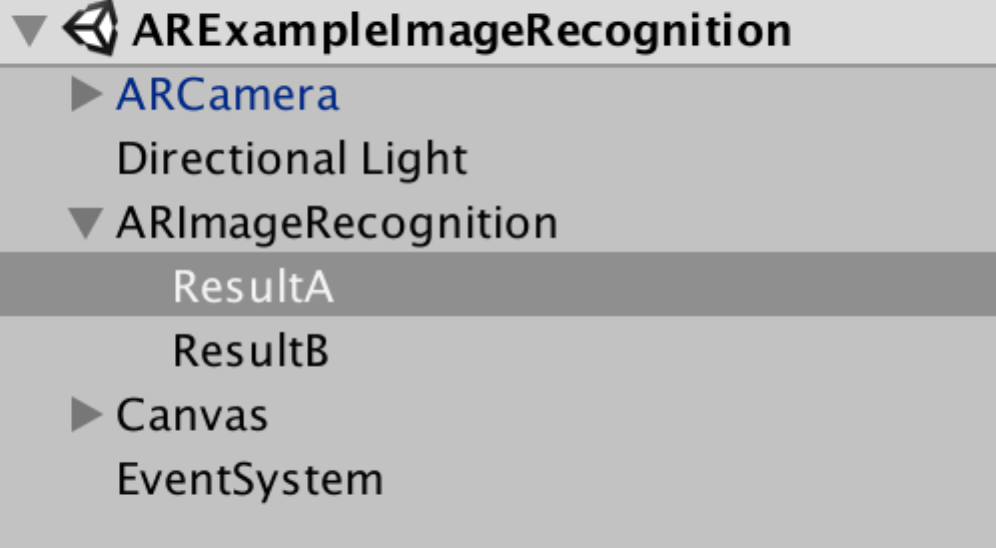 ARExampleImageRecognition
ARCamera
Directional Light
ARImageRecognition
ResultA
ResultB
Canvas
EventSystem